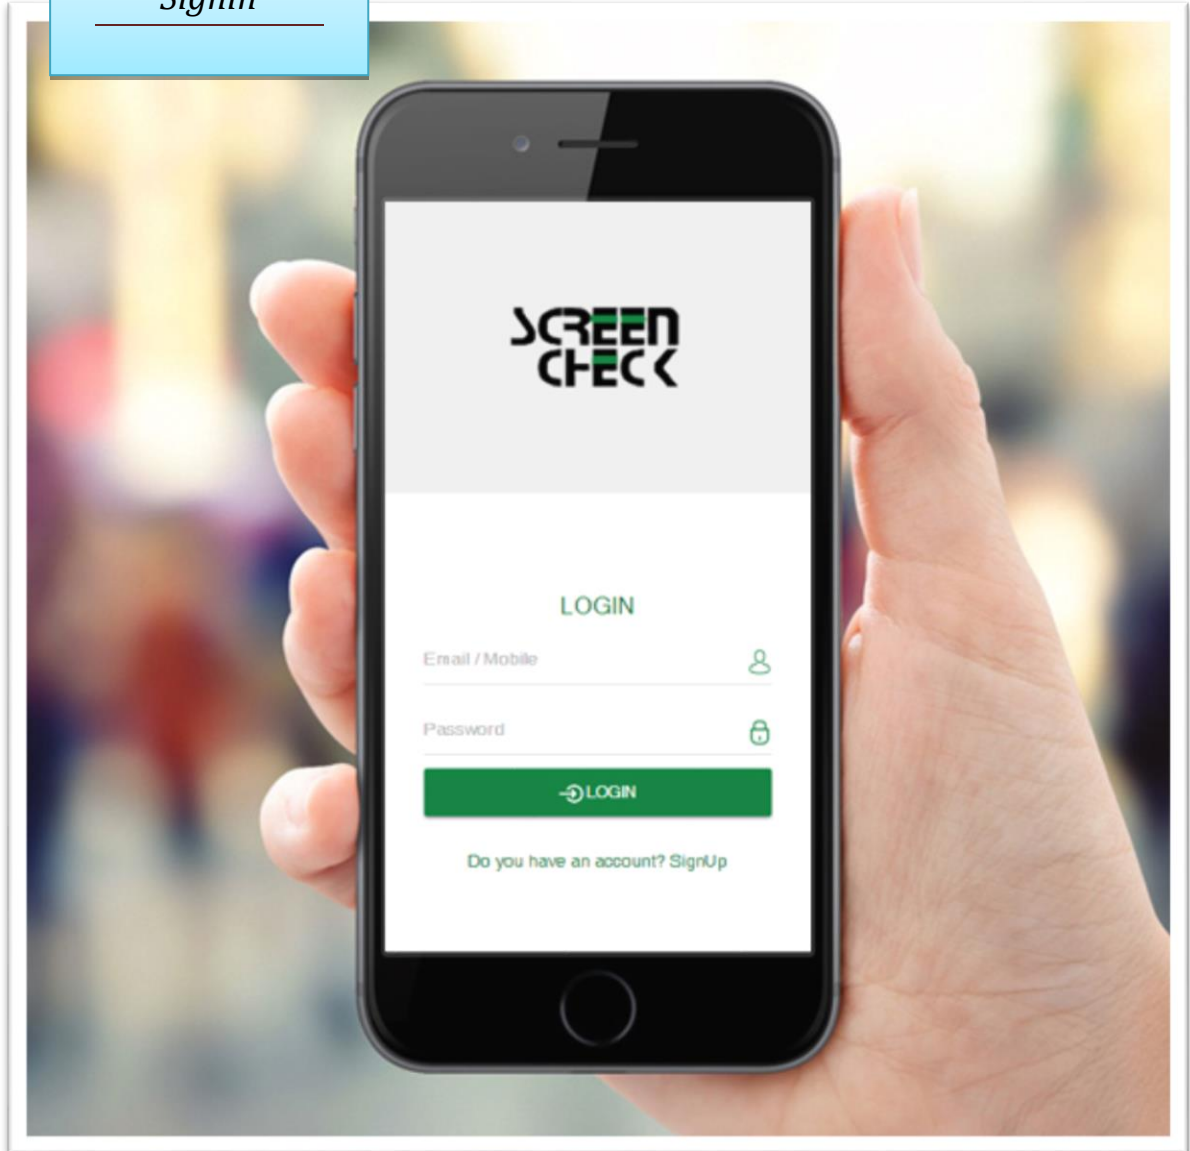 Signin
SCREEN
CHECK
LOGIN
Email / Mobile
Password
LOGIN
Do you have an account? SignUp